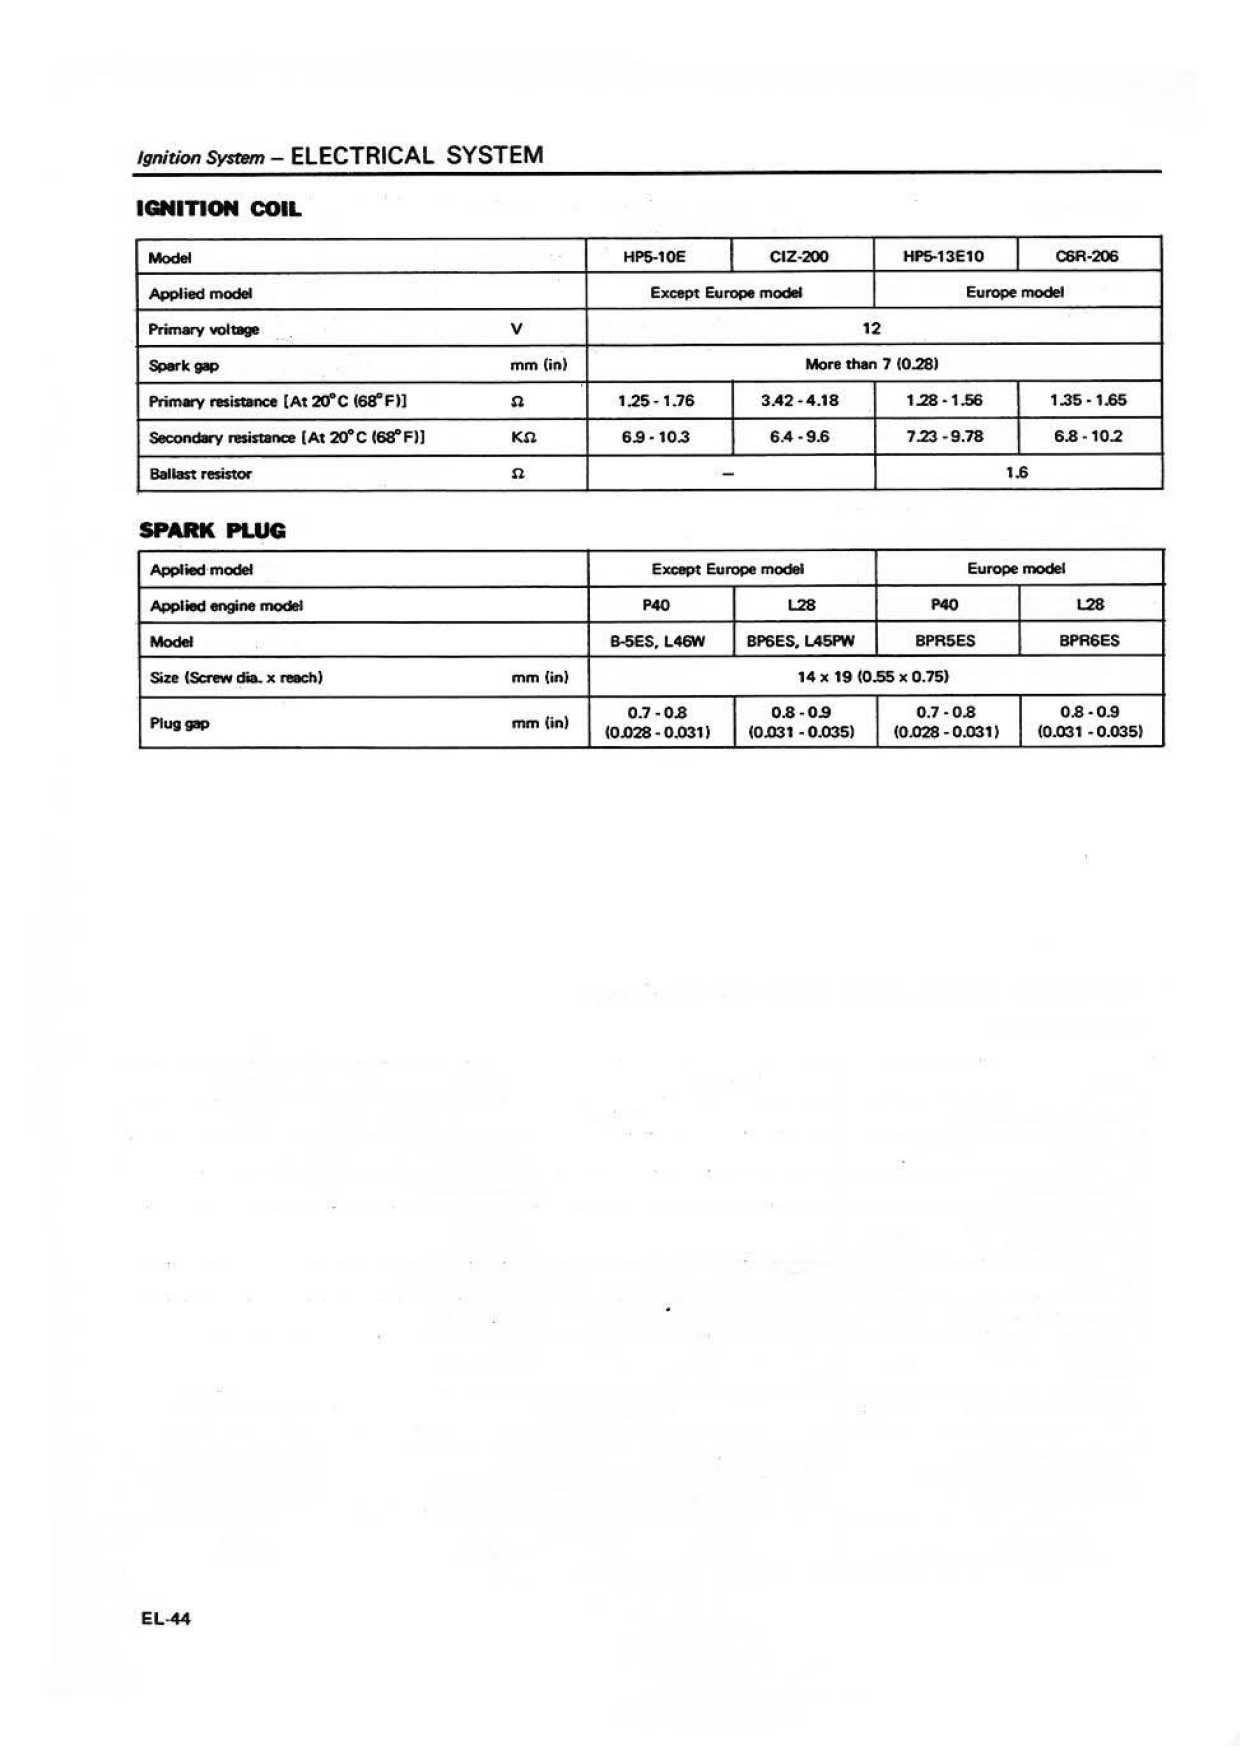 Ignition System – ELECTRICAL SYSTEM
IGNITION COIL
Model HP5-10E CIZ-200 HP5-13E10 C6R-206
Applied model Except Europe model Europe model
Primary voltage V 12
Spark gap mm (in) More than 7 (0.28)
Primary resistance [At 20°C (68°F)] Ω 1.25 - 1.76 3.42 - 4.18 1.28 - 1.56 1.35 - 1.65
Secondary resistance [At 20°C (68°F)] KΩ 6.9 - 10.3 6.4 - 9.6 7.23 - 9.78 6.8 - 10.2
Ballast resistor Ω – 1.6
SPARK PLUG
Applied model Except Europe model Europe model
Applied engine model P40 L28 P40 L28
Model B-5ES, L46W BP6ES, L45PW BPR5ES BPR6ES
Size (Screw dia. x reach) mm (in) 14 x 19 (0.55 x 0.75)
Plug gap mm (in) 0.7 - 0.8 0.8 - 0.9 0.7 - 0.8 0.8 - 0.9
(0.028 - 0.031) (0.031 - 0.035) (0.028 - 0.031) (0.031 - 0.035)
EL-44